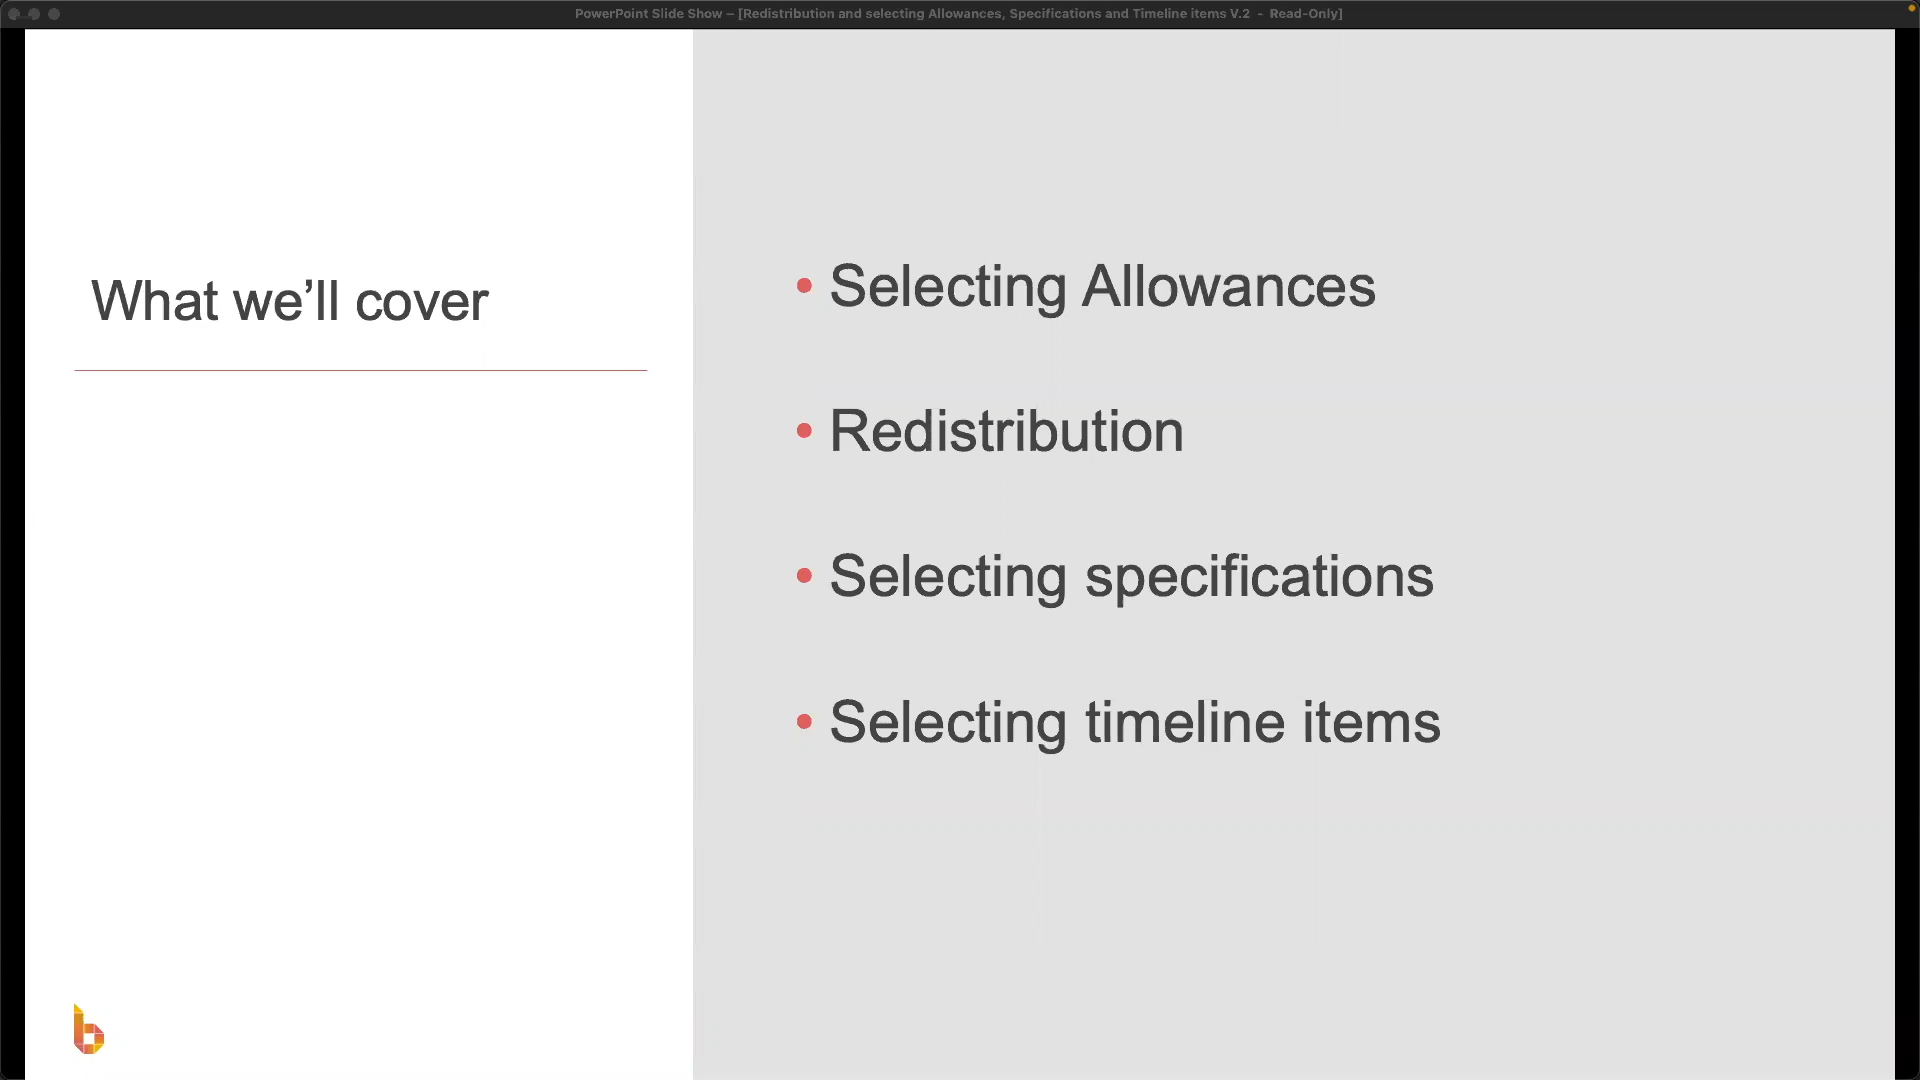 PowerPoint Slide Show – [Redistribution and selecting Allowances, Specifications and Timeline items V.2 - Read-Only]
What we’ll cover
• Selecting Allowances
• Redistribution
• Selecting specifications
• Selecting timeline items
b